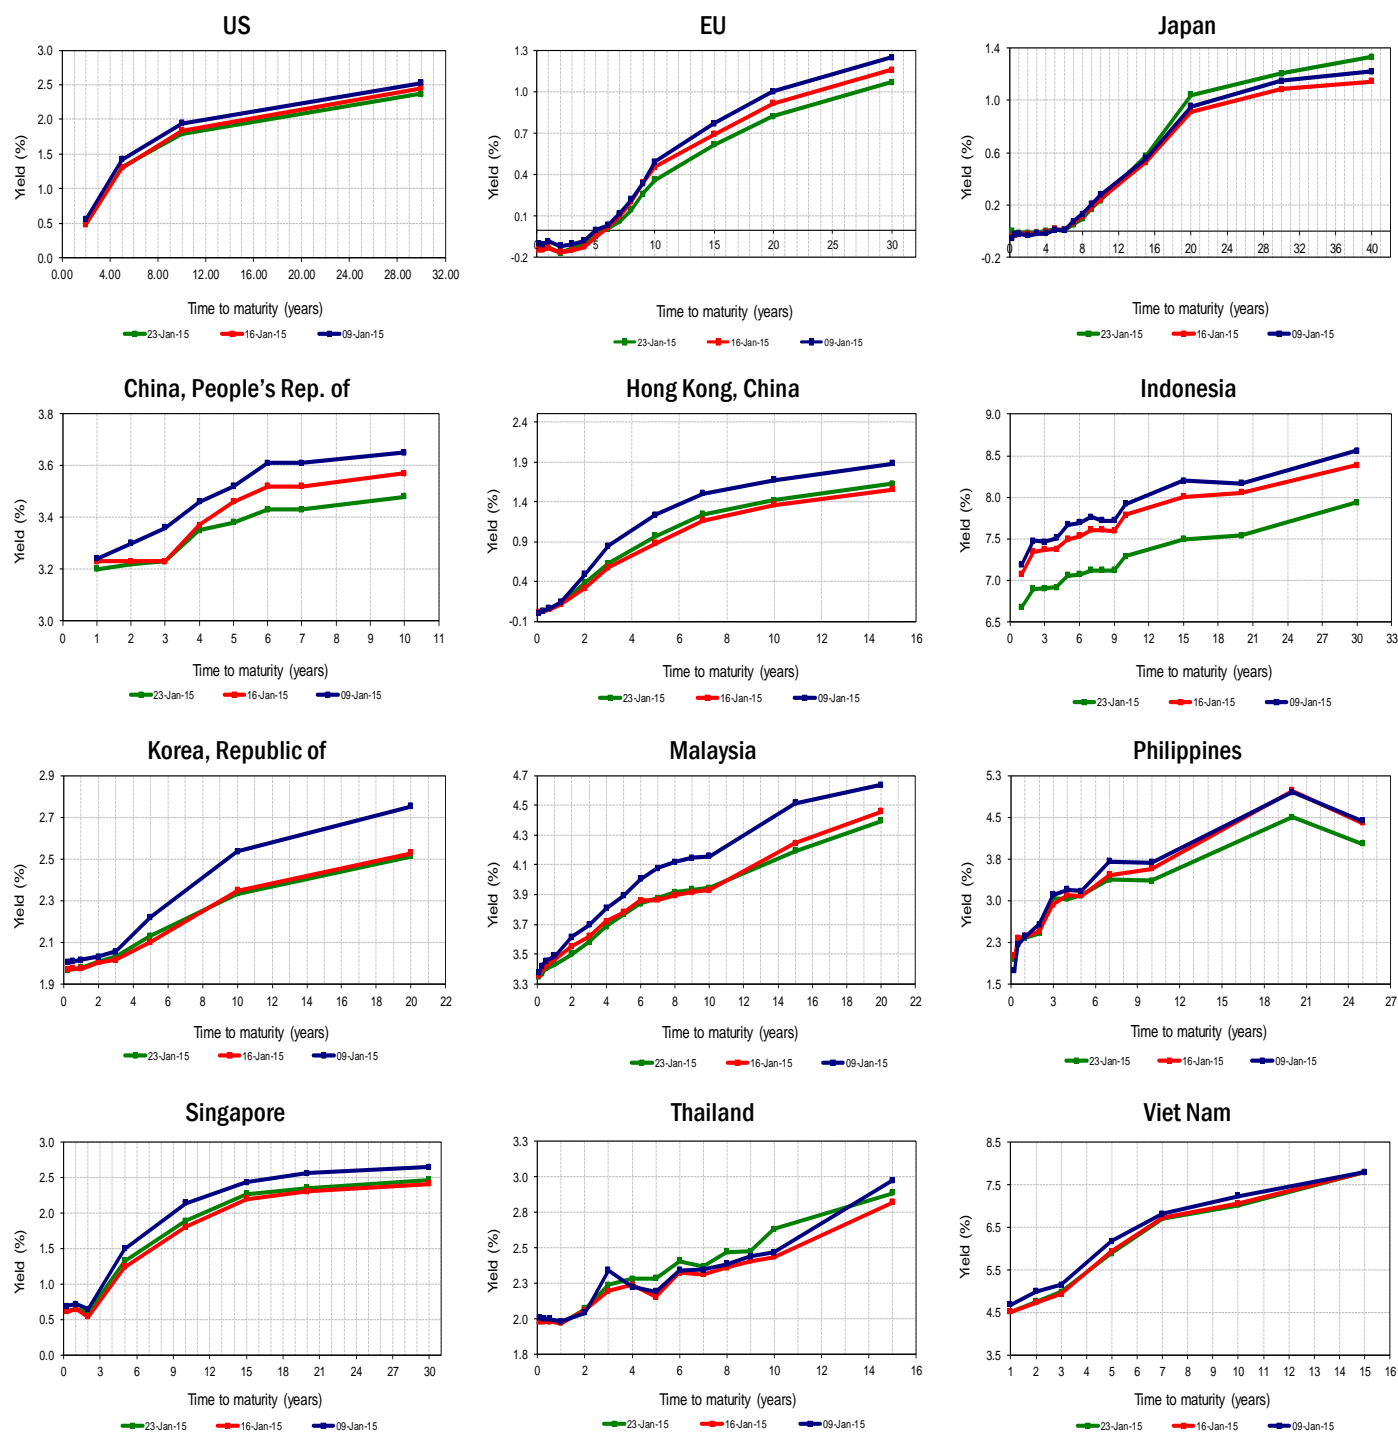 US
EU
Japan
3.0
2.5
2.0
1.5
1.0
0.5
0.0
Yield (%)
0.00 4.00 8.00 12.00 16.00 20.00 24.00 28.00 32.00
Time to maturity (years)
23-Jan-15 16-Jan-15 09-Jan-15
1.3
1.0
0.7
0.4
0.1
-0.2
Yield (%)
0 5 10 15 20 25 30
Time to maturity (years)
23-Jan-15 16-Jan-15 09-Jan-15
1.4
1.0
0.6
0.2
-0.2
Yield (%)
0 4 8 12 16 20 24 28 32 36 40
Time to maturity (years)
23-Jan-15 16-Jan-15 09-Jan-15
China, People's Rep. of
Hong Kong, China
Indonesia
3.8
3.6
3.4
3.2
3.0
Yield (%)
0 1 2 3 4 5 6 7 8 9 10 11
Time to maturity (years)
23-Jan-15 16-Jan-15 09-Jan-15
2.4
1.9
1.4
0.9
0.4
-0.1
Yield (%)
0 2 4 6 8 10 12 14 16
Time to maturity (years)
23-Jan-15 16-Jan-15 09-Jan-15
9.0
8.5
8.0
7.5
7.0
6.5
Yield (%)
0 3 6 9 12 15 18 21 24 27 30 33
Time to maturity (years)
23-Jan-15 16-Jan-15 09-Jan-15
Korea, Republic of
Malaysia
Philippines
2.9
2.7
2.5
2.3
2.1
1.9
Yield (%)
0 2 4 6 8 10 12 14 16 18 20 22
Time to maturity (years)
23-Jan-15 16-Jan-15 09-Jan-15
4.7
4.5
4.3
4.1
3.9
3.7
3.5
3.3
Yield (%)
0 2 4 6 8 10 12 14 16 18 20 22
Time to maturity (years)
23-Jan-15 16-Jan-15 09-Jan-15
5.3
4.5
3.8
3.0
2.3
1.5
Yield (%)
0 3 6 9 12 15 18 21 24 27
Time to maturity (years)
23-Jan-15 16-Jan-15 09-Jan-15
Singapore
Thailand
Viet Nam
3.0
2.5
2.0
1.5
1.0
0.5
0.0
Yield (%)
0 3 6 9 12 15 18 21 24 27 30
Time to maturity (years)
23-Jan-15 16-Jan-15 09-Jan-15
3.3
3.0
2.8
2.5
2.3
2.0
1.8
Yield (%)
0 2 4 6 8 10 12 14 16
Time to maturity (years)
23-Jan-15 16-Jan-15 09-Jan-15
8.5
7.5
6.5
5.5
4.5
3.5
Yield (%)
1 2 3 4 5 6 7 8 9 10 11 12 13 14 15 16
Time to maturity (years)
23-Jan-15 16-Jan-15 09-Jan-15